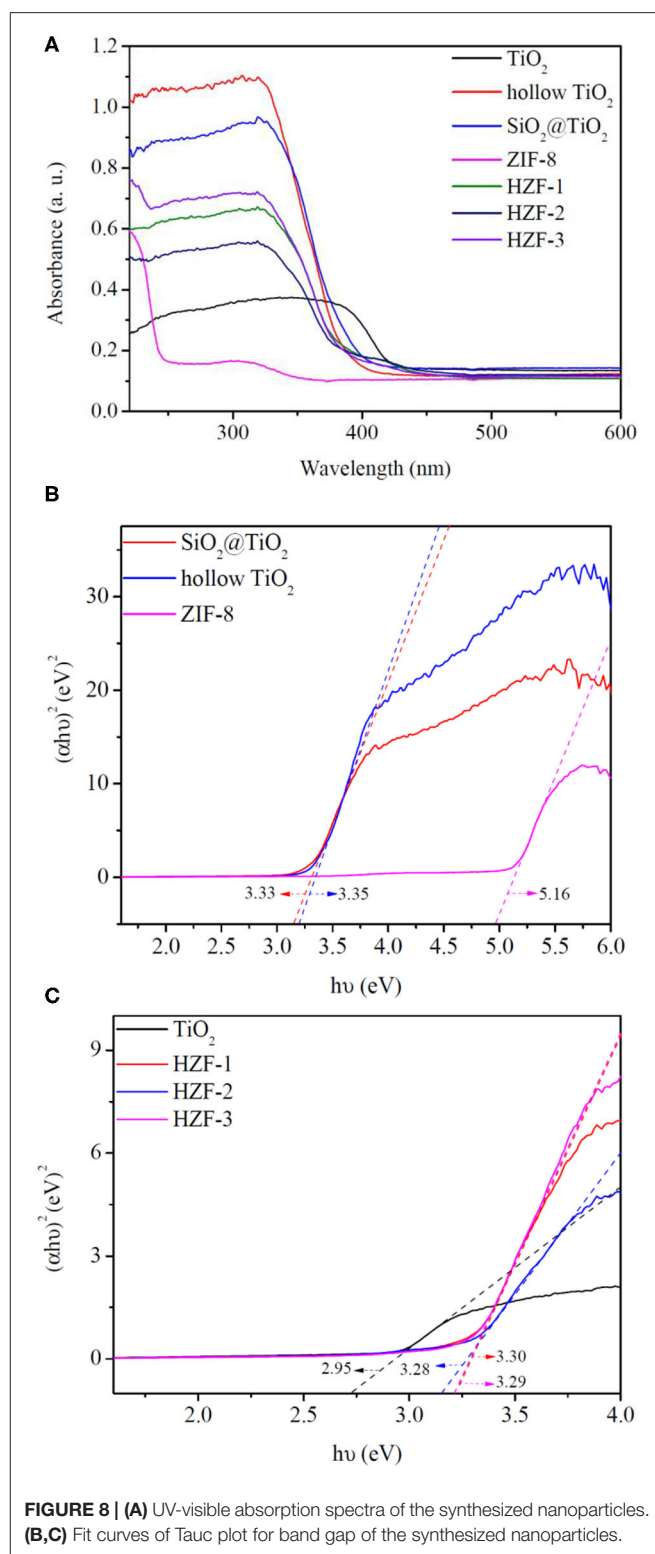 A
1.2
1.0
0.8
0.6
0.4
0.2
0.0
Absorbance (a. u.)
TiO₂
hollow TiO₂
SiO₂@TiO₂
ZIF-8
HZF-1
HZF-2
HZF-3
300
400
500
600
Wavelength (nm)
B
SiO₂@TiO₂
hollow TiO₂
ZIF-8
30
20
10
0
(αhυ)² (eV)²
3.33
3.35
5.16
2.0
2.5
3.0
3.5
4.0
4.5
5.0
5.5
6.0
hυ (eV)
C
TiO₂
HZF-1
HZF-2
HZF-3
9
6
3
0
(αhυ)² (eV)²
2.95
3.28
3.30
3.29
2.0
2.5
3.0
3.5
4.0
hυ (eV)
FIGURE 8 | (A) UV-visible absorption spectra of the synthesized nanoparticles.
(B,C) Fit curves of Tauc plot for band gap of the synthesized nanoparticles.